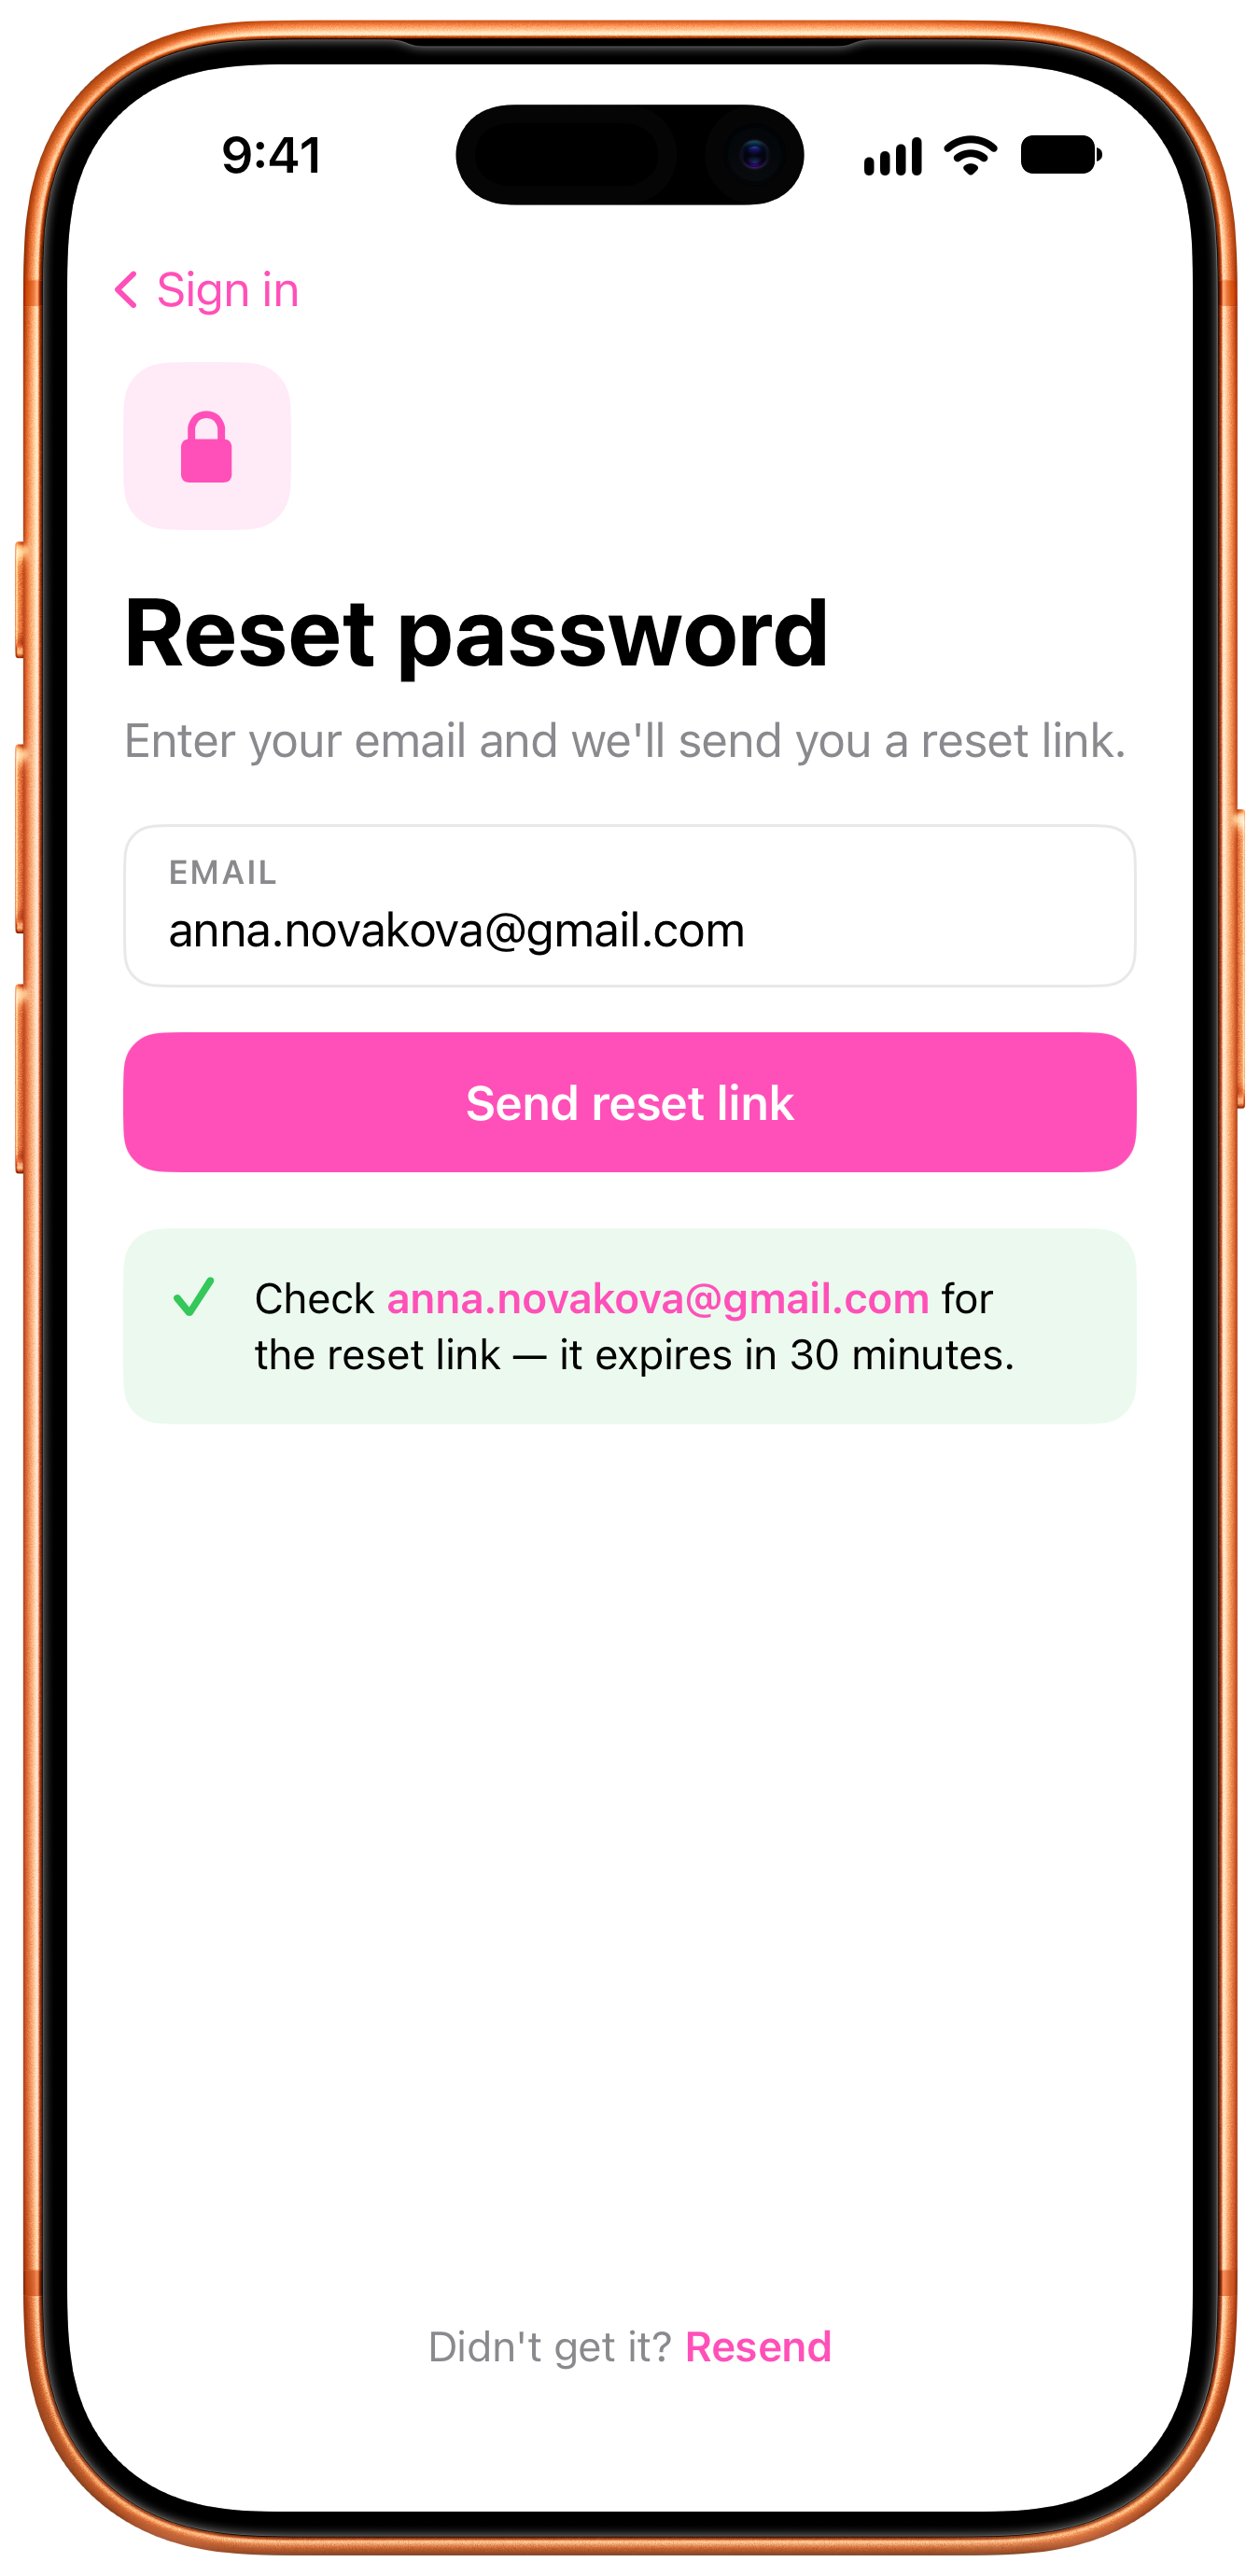 9:41
Sign in
Reset password
Enter your email and we'll send you a reset link.
EMAIL
anna.novakova@gmail.com
Send reset link
Check anna.novakova@gmail.com for
the reset link — it expires in 30 minutes.
Didn't get it? Resend